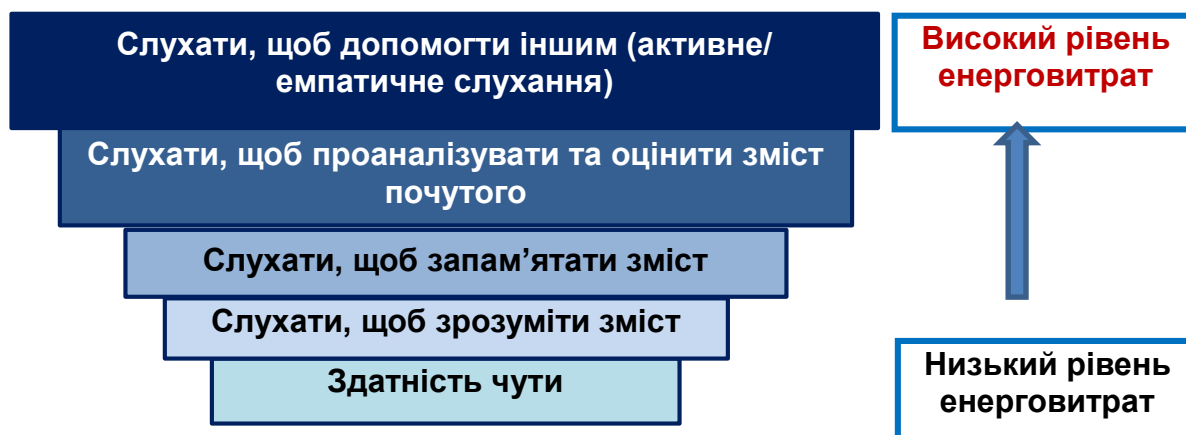 Слухати, щоб допомогти іншим (активне/
емпатичне слухання)
Високий рівень
енерговитрат
Слухати, щоб проаналізувати та оцінити зміст
почутого
Слухати, щоб запам’ятати зміст
Слухати, щоб зрозуміти зміст
Здатність чути
Низький рівень
енерговитрат